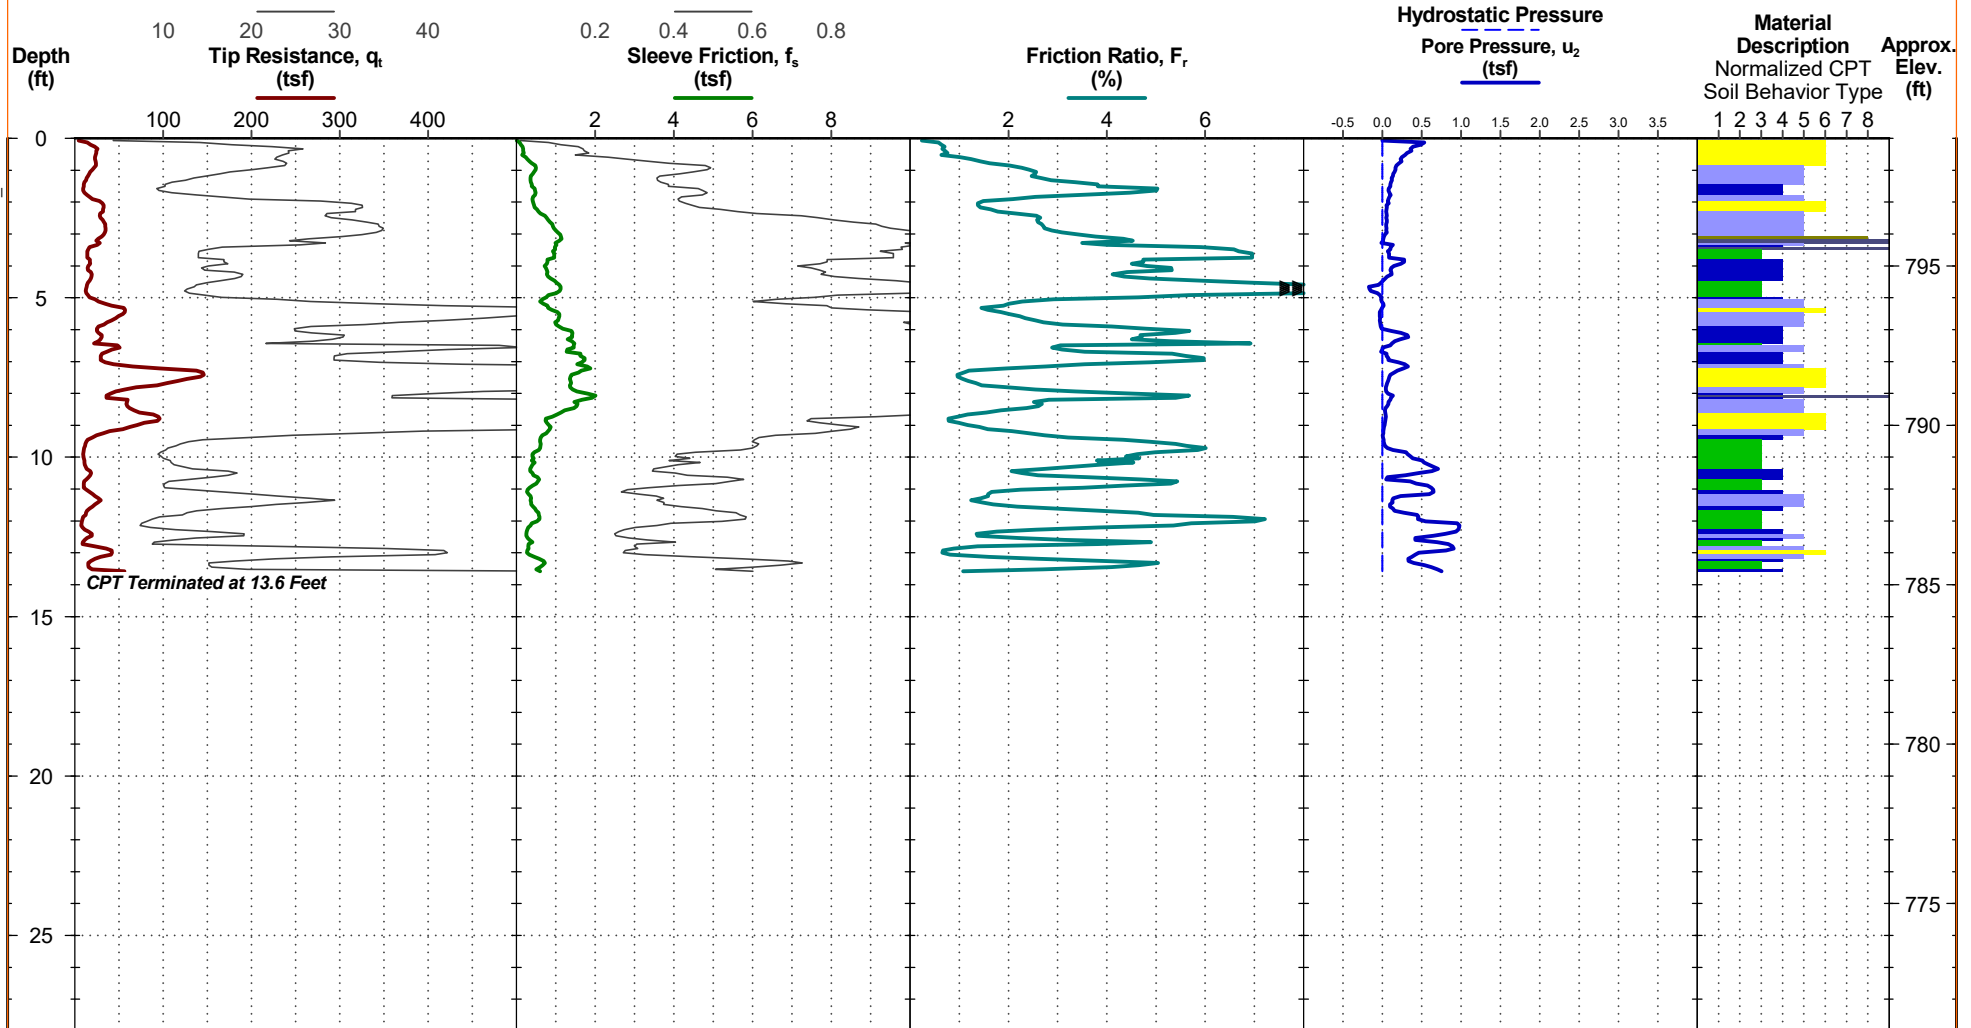 Hydrostatic Pressure
10 20 30 40
0.2 0.4 0.6 0.8
Material
Description
Depth
(ft)
Tip Resistance, qt
(tsf)
Sleeve Friction, fs
(tsf)
Friction Ratio, Fr
(%)
Pore Pressure, u2
(tsf)
Normalized CPT
Soil Behavior Type
Approx.
Elev.
(ft)
100 200 300 400
2 4 6 8
2 4 6
-0.5 0.0 0.5 1.0 1.5 2.0 2.5 3.0 3.5
1 2 3 4 5 6 7 8
0
795
5
790
10
CPT Terminated at 13.6 Feet
785
15
780
20
775
25